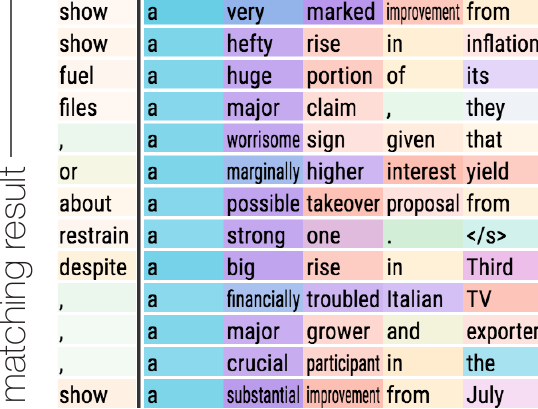 matching result
show a very marked improvement from
show a hefty rise in inflation
fuel a huge portion of its
files a major claim , they
, a worrisome sign given that
or a marginally higher interest yield
about a possible takeover proposal from
restrain a strong one . </s>
despite a big rise in Third
, a financially troubled Italian TV
, a major grower and exporter
, a crucial participant in the
show a substantial improvement from July